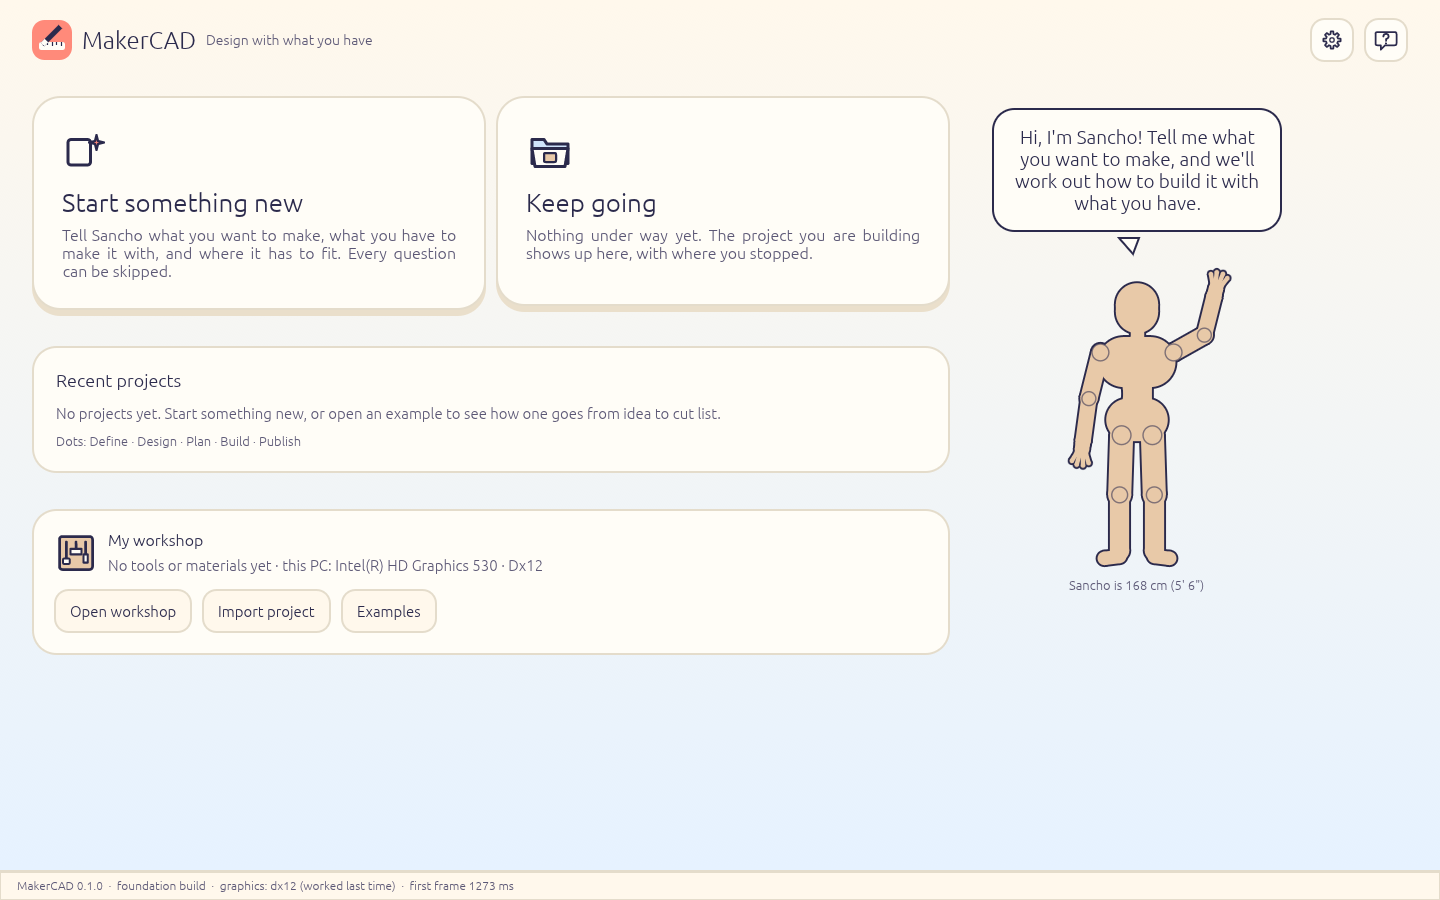 MakerCAD Design with what you have
Start something new
Tell Sancho what you want to make, what you have to
make it with, and where it has to fit. Every question
can be skipped.
Keep going
Nothing under way yet. The project you are building
shows up here, with where you stopped.
Hi, I'm Sancho! Tell me what
you want to make, and we'll
work out how to build it with
what you have.
Recent projects
No projects yet. Start something new, or open an example to see how one goes from idea to cut list.
Dots: Define · Design · Plan · Build · Publish
My workshop
No tools or materials yet · this PC: Intel(R) HD Graphics 530 · Dx12
Open workshop Import project Examples
Sancho is 168 cm (5' 6")
MakerCAD 0.1.0 · foundation build · graphics: dx12 (worked last time) · first frame 1273 ms